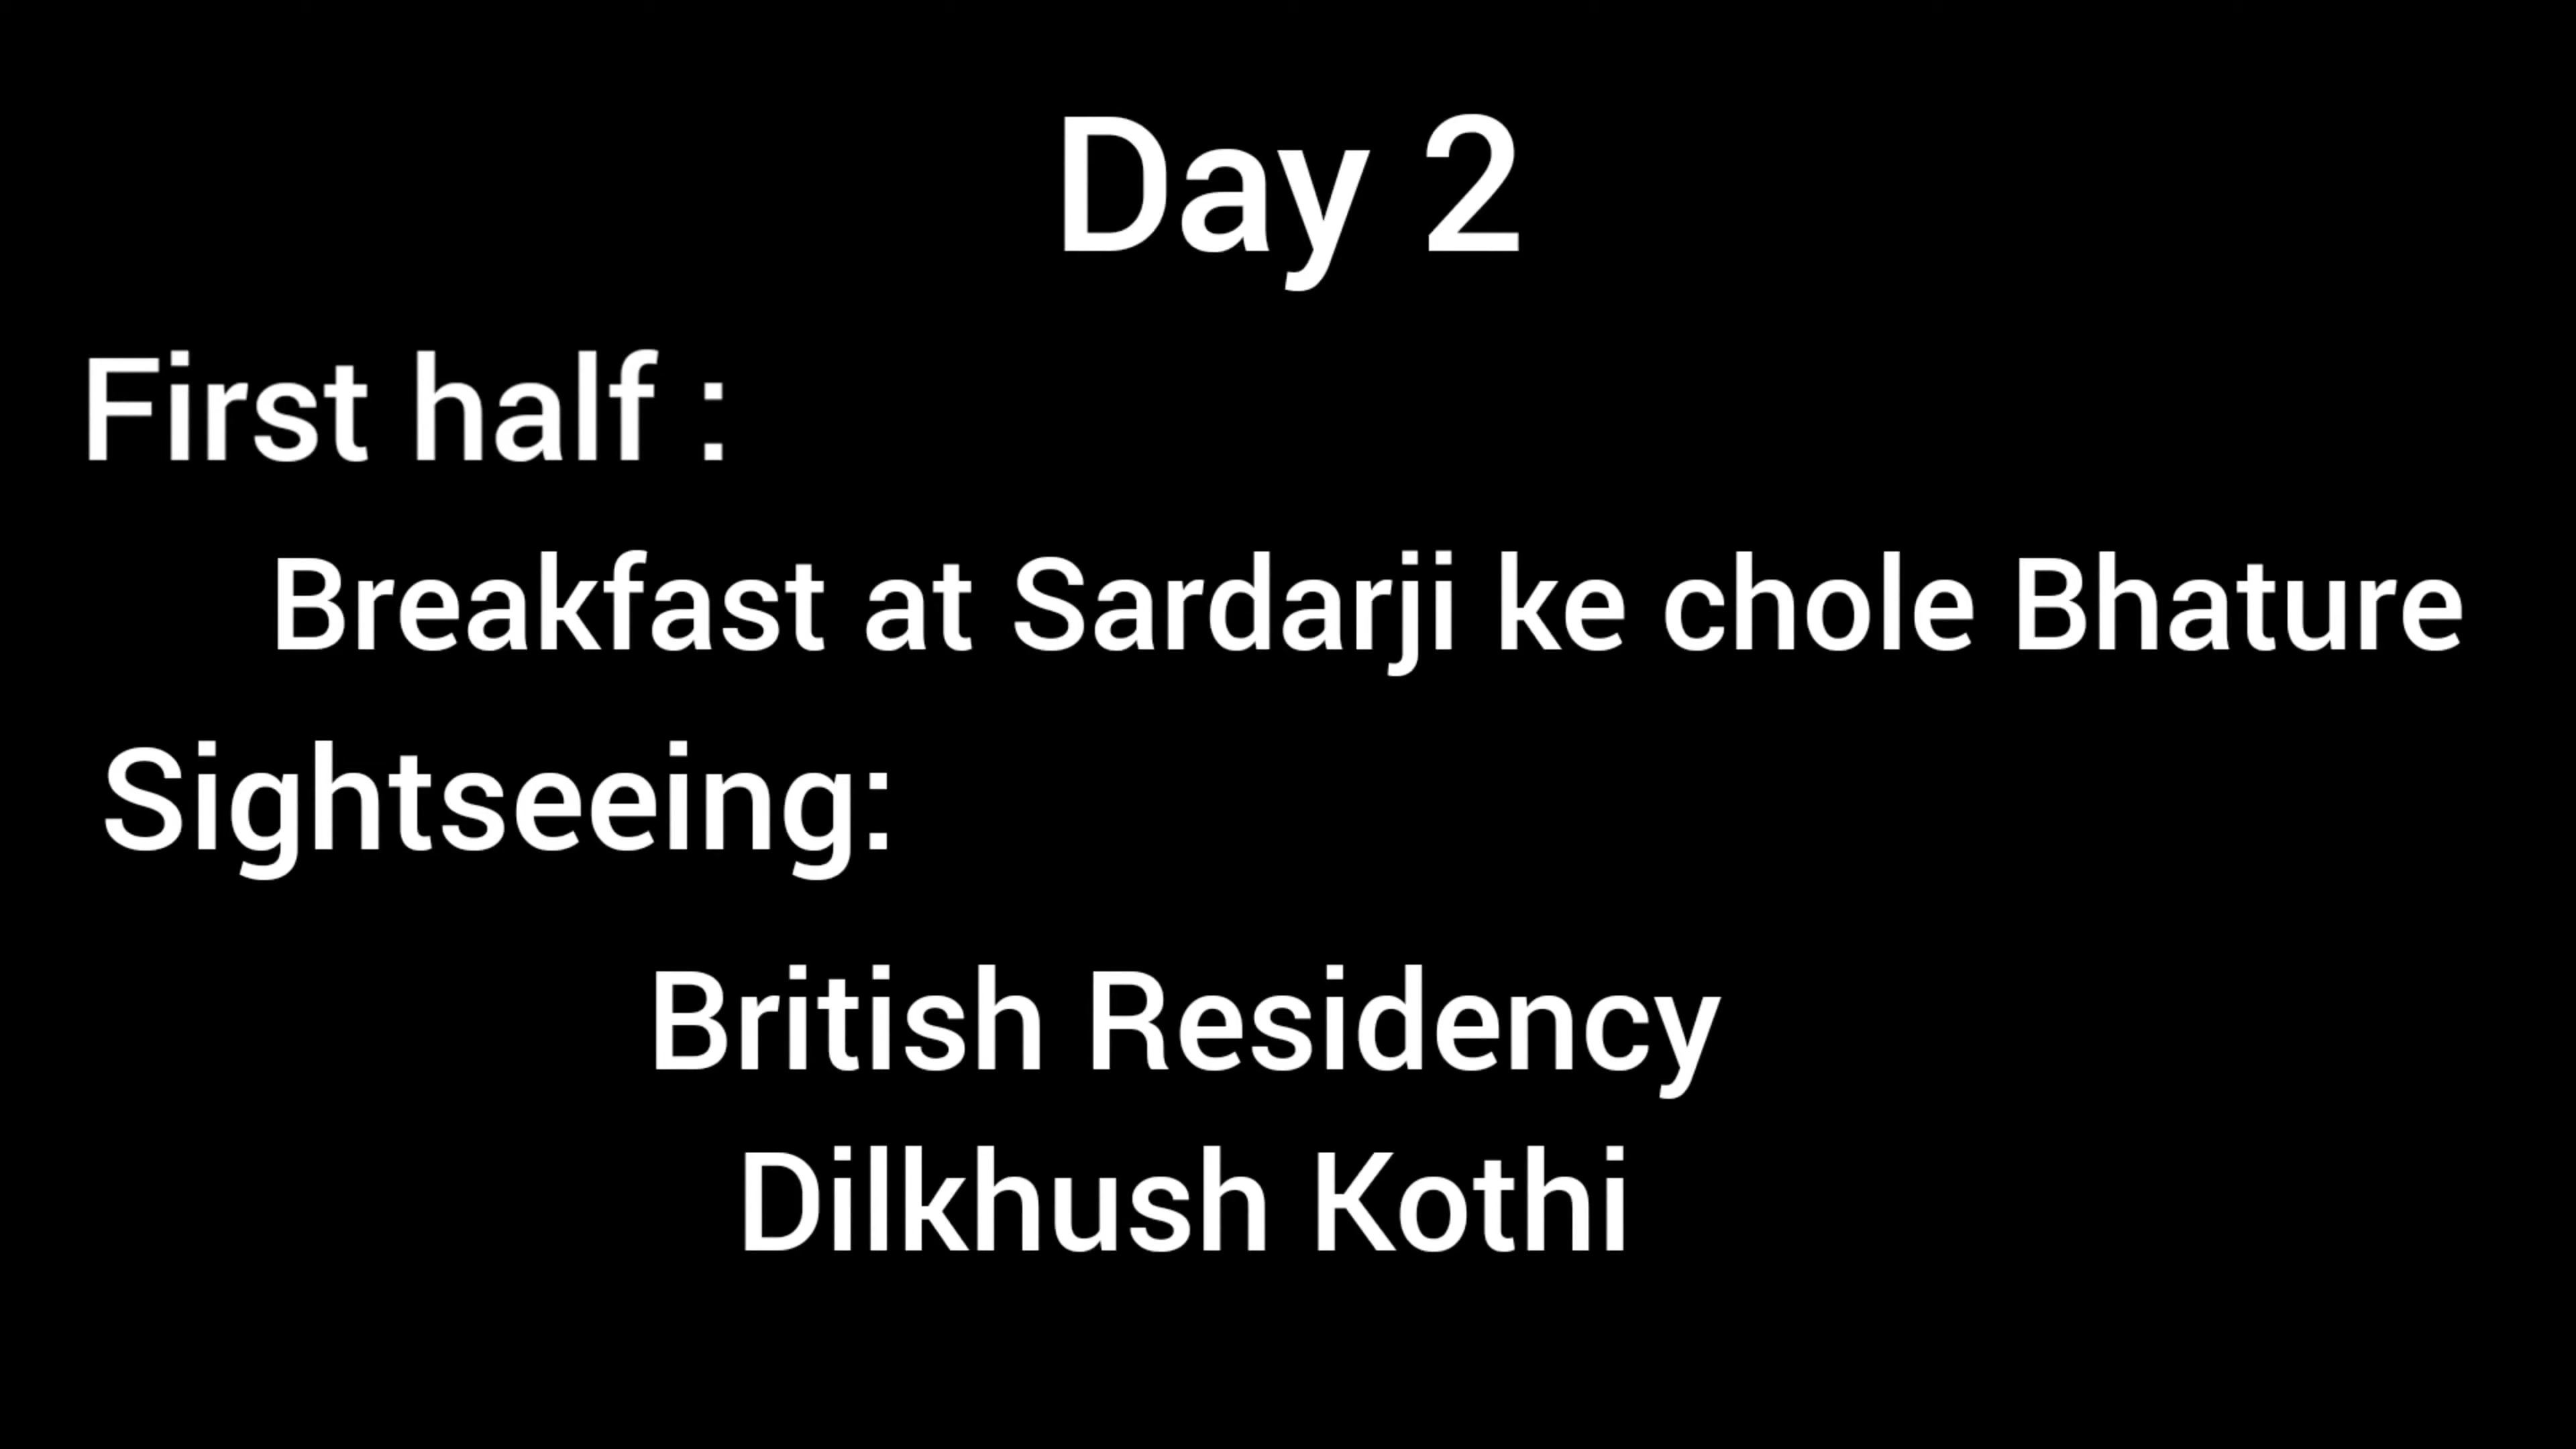 Day 2
First half :
Breakfast at Sardarji ke chole Bhature
Sightseeing:
British Residency
Dilkhush Kothi